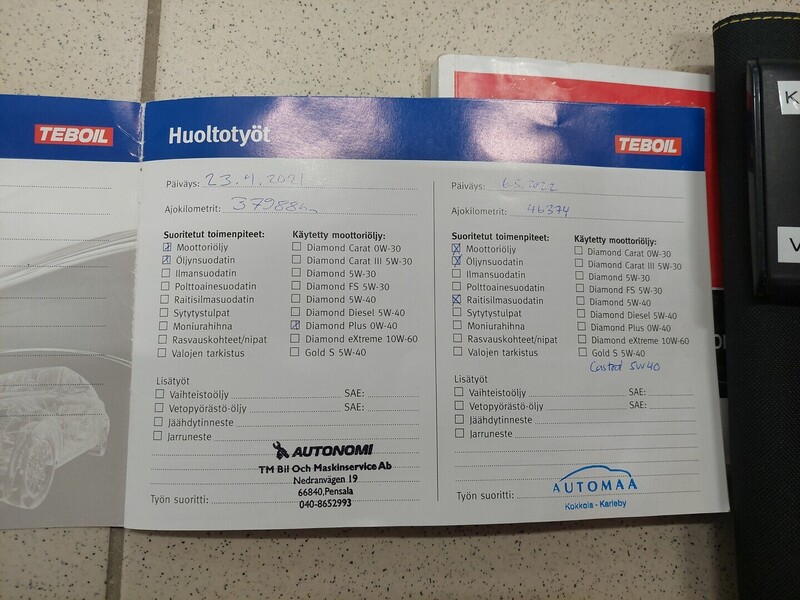 TEBOIL
Huoltotyöt
TEBOIL
Päiväys: 23.4.2021
Ajokilometrit: 37988km
Suoritetut toimenpiteet:
Moottoriöljy
Öljynsuodatin
Ilmansuodatin
Polttoainesuodatin
Raitisilmasuodatin
Sytytystulpat
Moniurahihna
Rasvauskohteet/nipat
Valojen tarkistus
Käytetty moottoriöljy:
Diamond Carat 0W-30
Diamond Carat III 5W-30
Diamond 5W-30
Diamond FS 5W-30
Diamond 5W-40
Diamond Diesel 5W-40
Diamond Plus 0W-40
Diamond eXtreme 10W-60
Gold S 5W-40
Lisätyöt
Vaihteistoöljy SAE:
Vetopyörästö-öljy SAE:
Jäähdytinneste
Jarruneste
AUTONOMI
TM Bil Och Maskinservice Ab
Nedranvägen 19
66840,Pensala
040-8652993
Työn suoritti:
Päiväys: 6.5.2022
Ajokilometrit: 46374
Suoritetut toimenpiteet:
Moottoriöljy
Öljynsuodatin
Ilmansuodatin
Polttoainesuodatin
Raitisilmasuodatin
Sytytystulpat
Moniurahihna
Rasvauskohteet/nipat
Valojen tarkistus
Käytetty moottoriöljy:
Diamond Carat 0W-30
Diamond Carat III 5W-30
Diamond 5W-30
Diamond FS 5W-30
Diamond 5W-40
Diamond Diesel 5W-40
Diamond Plus 0W-40
Diamond eXtreme 10W-60
Gold S 5W-40
Castrol 5W40
Lisätyöt
Vaihteistoöljy SAE:
Vetopyörästö-öljy SAE:
Jäähdytinneste
Jarruneste
AUTOMAA
Kokkola - Karleby
Työn suoritti: